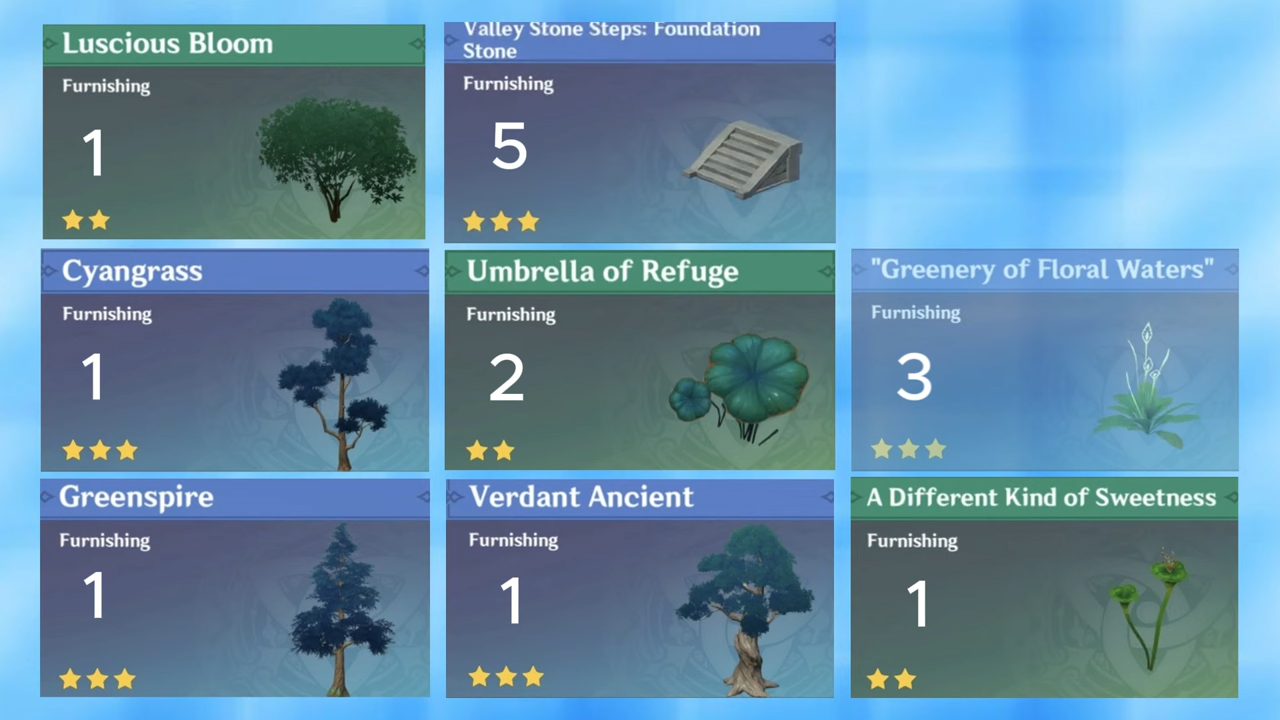 Luscious Bloom
Furnishing
1
Valley Stone Steps: Foundation
Stone
Furnishing
5
Cyangrass
Furnishing
1
Umbrella of Refuge
Furnishing
2
"Greenery of Floral Waters"
Furnishing
3
Greenspire
Furnishing
1
Verdant Ancient
Furnishing
1
A Different Kind of Sweetness
Furnishing
1